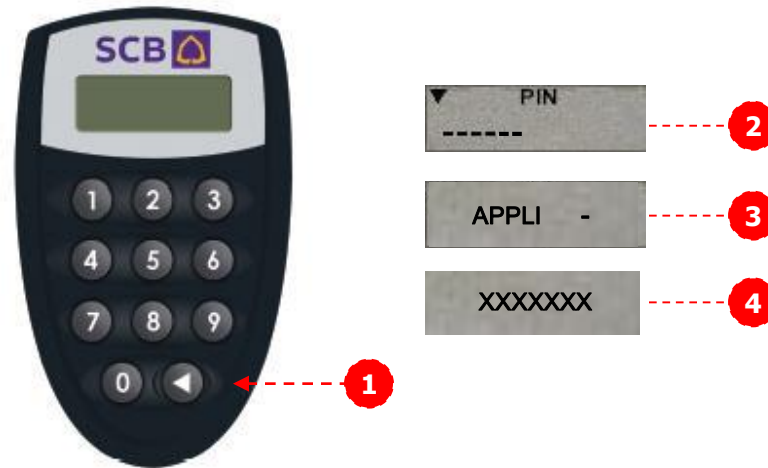 SCB
1 2 3
4 5 6
7 8 9
0
1
PIN
------
2
APPLI -
3
XXXXXXX
4